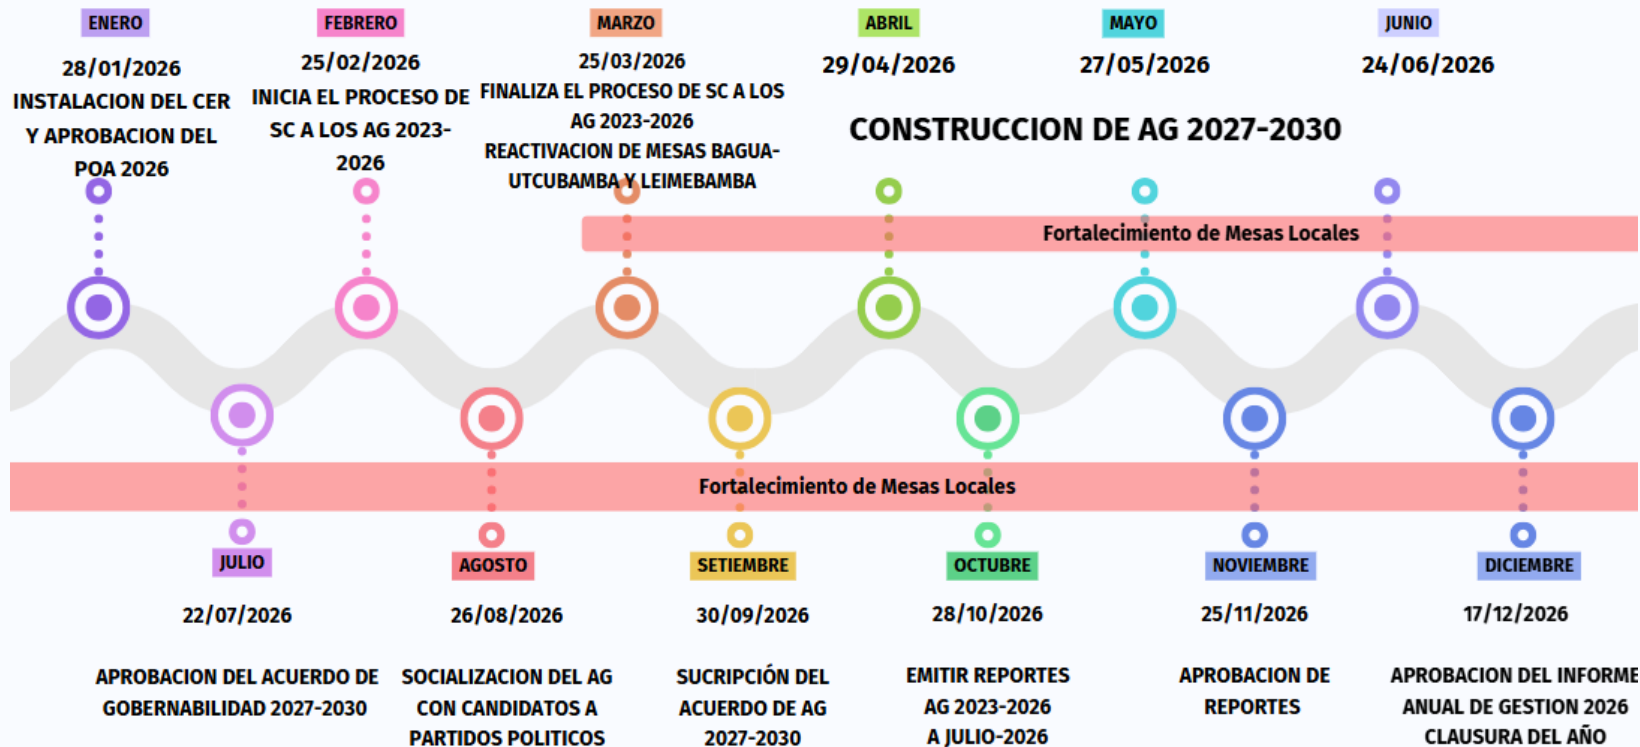 ENERO
28/01/2026
INSTALACION DEL CER
Y APROBACION DEL
POA 2026
FEBRERO
25/02/2026
INICIA EL PROCESO DE
SC A LOS AG 2023-
2026
MARZO
25/03/2026
FINALIZA EL PROCESO DE SC A LOS
AG 2023-2026
REACTIVACION DE MESAS BAGUA-
UTCUBAMBA Y LEIMEBAMBA
ABRIL
29/04/2026
MAYO
27/05/2026
JUNIO
24/06/2026
CONSTRUCCION DE AG 2027-2030
Fortalecimiento de Mesas Locales
Fortalecimiento de Mesas Locales
JULIO
22/07/2026
APROBACION DEL ACUERDO DE
GOBERNABILIDAD 2027-2030
AGOSTO
26/08/2026
SOCIALIZACION DEL AG
CON CANDIDATOS A
PARTIDOS POLITICOS
SETIEMBRE
30/09/2026
SUCRIPCIÓN DEL
ACUERDO DE AG
2027-2030
OCTUBRE
28/10/2026
EMITIR REPORTES
AG 2023-2026
A JULIO-2026
NOVIEMBRE
25/11/2026
APROBACION DE
REPORTES
DICIEMBRE
17/12/2026
APROBACION DEL INFORME
ANUAL DE GESTION 2026
CLAUSURA DEL AÑO